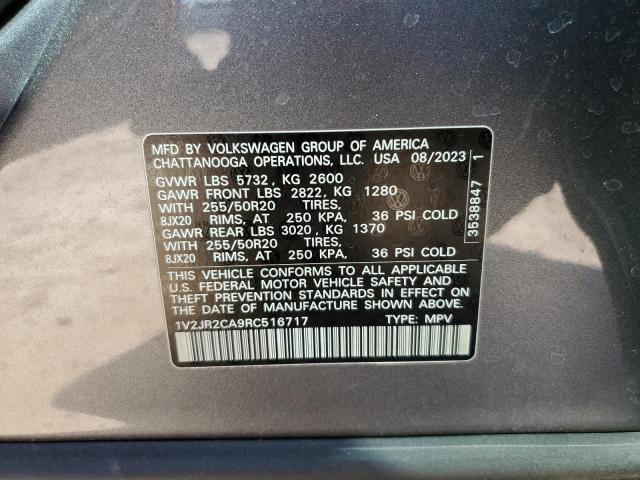 MFD BY VOLKSWAGEN GROUP OF AMERICA
CHATTANOOGA OPERATIONS, LLC. USA 08/2023
GVWR LBS 5732, KG 2600
GAWR FRONT LBS 2822, KG 1280
WITH 255/50R20 TIRES,
8JX20 RIMS, AT 250 KPA, 36 PSI COLD
GAWR REAR LBS 3020, KG 1370
WITH 255/50R20 TIRES,
8JX20 RIMS, AT 250 KPA, 36 PSI COLD
THIS VEHICLE CONFORMS TO ALL APPLICABLE
U.S. FEDERAL MOTOR VEHICLE SAFETY AND
THEFT PREVENTION STANDARDS IN EFFECT ON
THE DATE OF MANUFACTURE SHOWN ABOVE.
1V2JR2CA9RC516717 TYPE: MPV
3538847 1